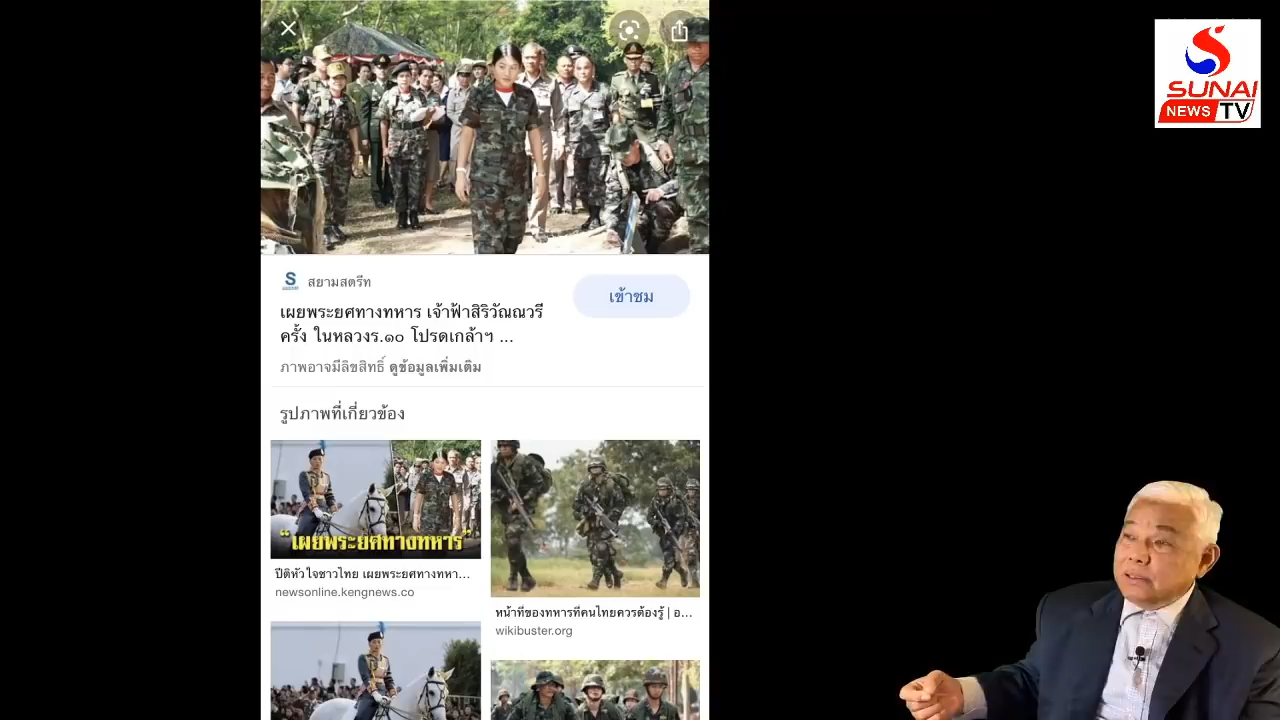 SUNAI
NEWS TV
S สยามสตรีท
เข้าชม
เผยพระยศทางทหาร เจ้าฟ้าสิริวัณณวรี
ครั้ง ในหลวงร.๑๐ โปรดเกล้าฯ ...
ภาพอาจมีลิขสิทธิ์ ดูข้อมูลเพิ่มเติม
รูปภาพที่เกี่ยวข้อง
“เผยพระยศทางทหาร”
ปีติหัวใจชาวไทย เผยพระยศทางทหา...
newsonline.kengnews.co
หน้าที่ของทหารที่คนไทยควรต้องรู้ | อ...
wikibuster.org